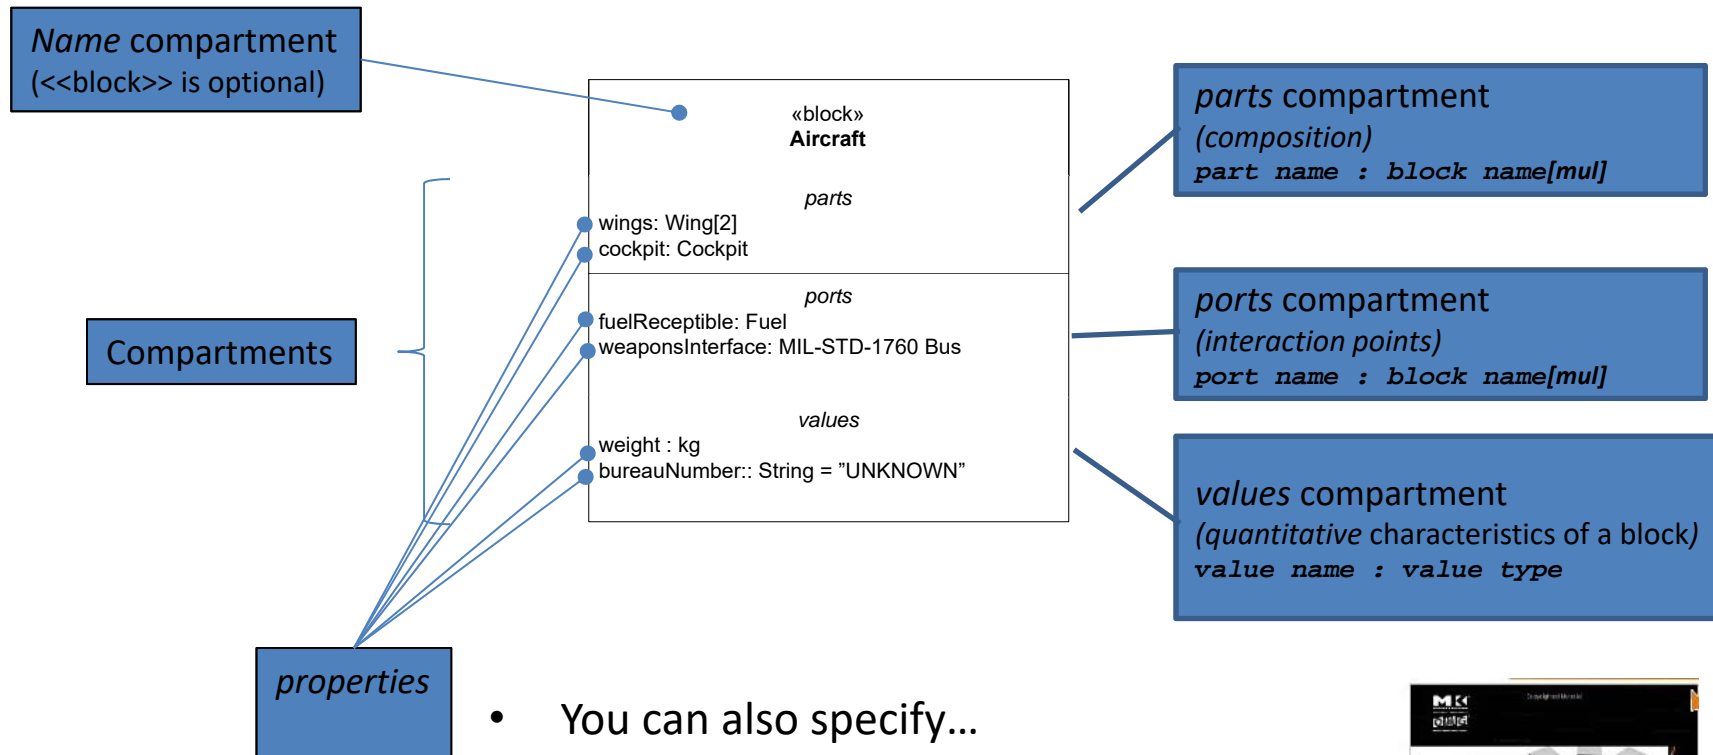 Name compartment
(<<block>> is optional)
«block»
Aircraft
parts
wings: Wing[2]
cockpit: Cockpit
ports
fuelReceptible: Fuel
weaponsInterface: MIL-STD-1760 Bus
values
weight : kg
bureauNumber:: String = ”UNKNOWN”
Compartments
properties
parts compartment
(composition)
part name : block name[mul]
ports compartment
(interaction points)
port name : block name[mul]
values compartment
(quantitative characteristics of a block)
value name : value type
• You can also specify…
MK
OMG